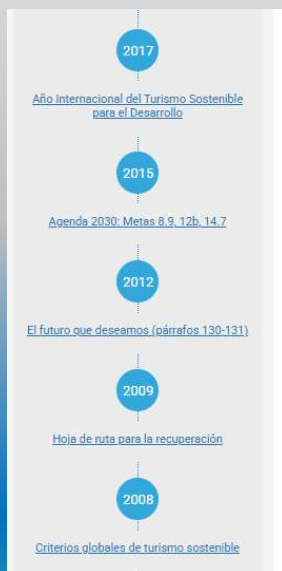 2017
Año Internacional del Turismo Sostenible
para el Desarrollo
2015
Agenda 2030: Metas 8.9, 12b, 14.7
2012
El futuro que deseamos (párrafos 130-131)
2009
Hoja de ruta para la recuperación
2008
Criterios globales de turismo sostenible